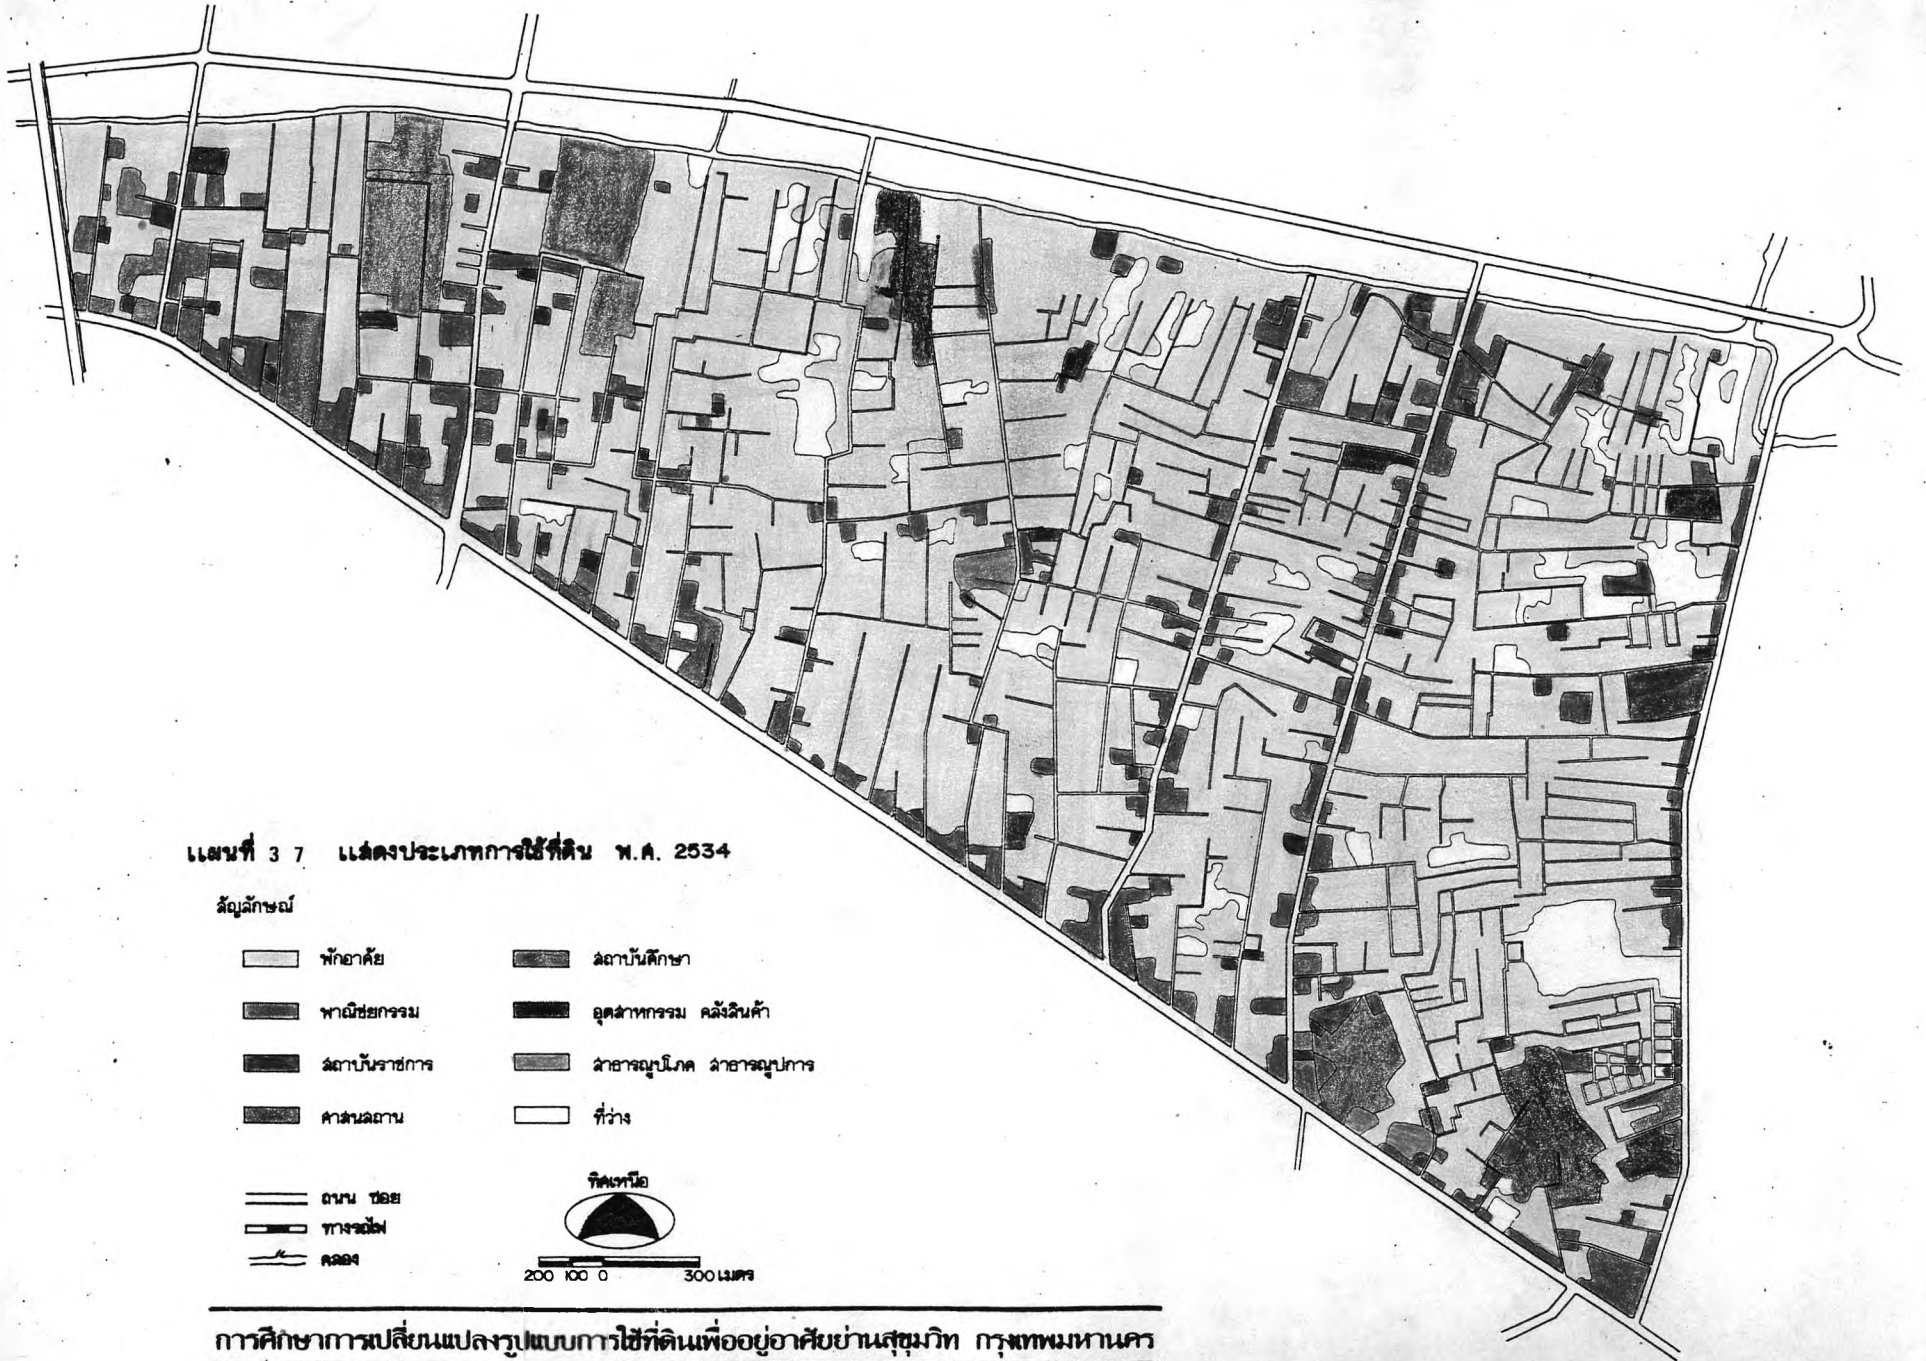 แผนที่ 3 7 แสดงประเภทการใช้ที่ดิน พ.ศ. 2534
สัญลักษณ์
พักอาศัย
สถาบันศึกษา
พาณิชยกรรม
อุตสาหกรรม คลังสินค้า
สถาบันราชการ
สาธารณูปโภค สาธารณูปการ
ศาสนสถาน
ที่ว่าง
ถนน ซอย
ทางรถไฟ
คลอง
ทิศเหนือ
200 100 0 300 เมตร
การศึกษาการเปลี่ยนแปลงรูปแบบการใช้ที่ดินเพื่ออยู่อาศัยย่านสุขุมวิท กรุงเทพมหานคร